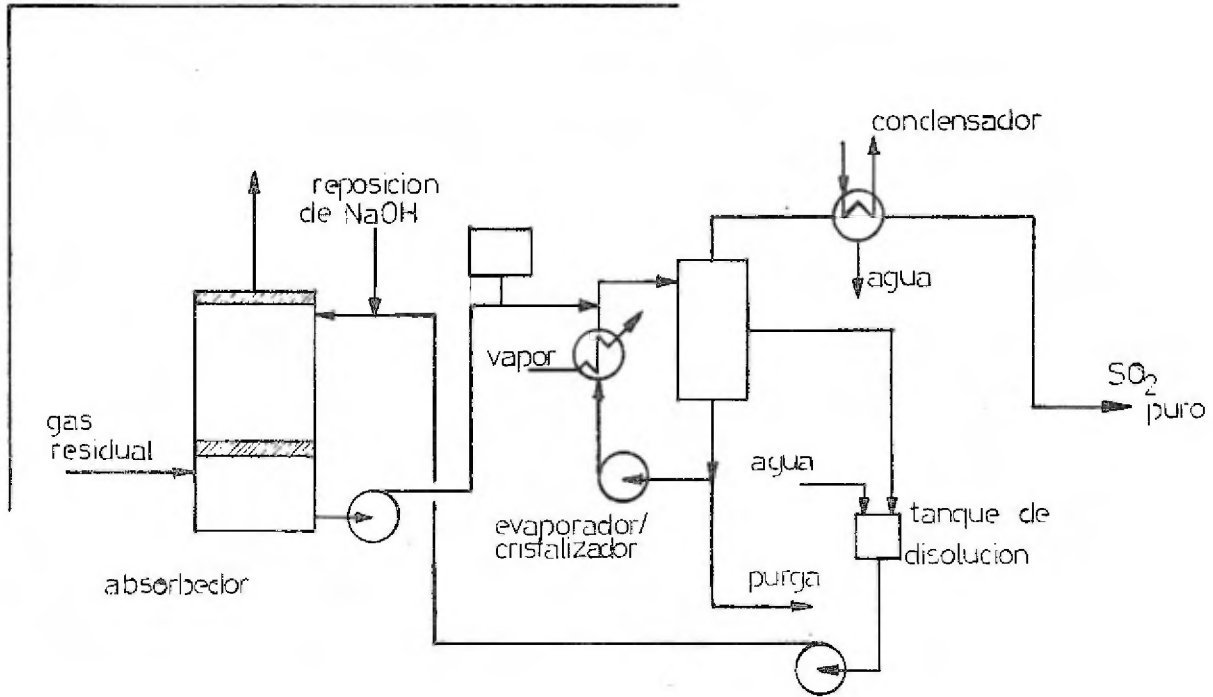 condensador
reposicion
de NaOH
agua
vapor
SO₂
puro
gas
residual
agua
tanque de
disolucion
evaporador/
cristalizador
purga
absorbedor